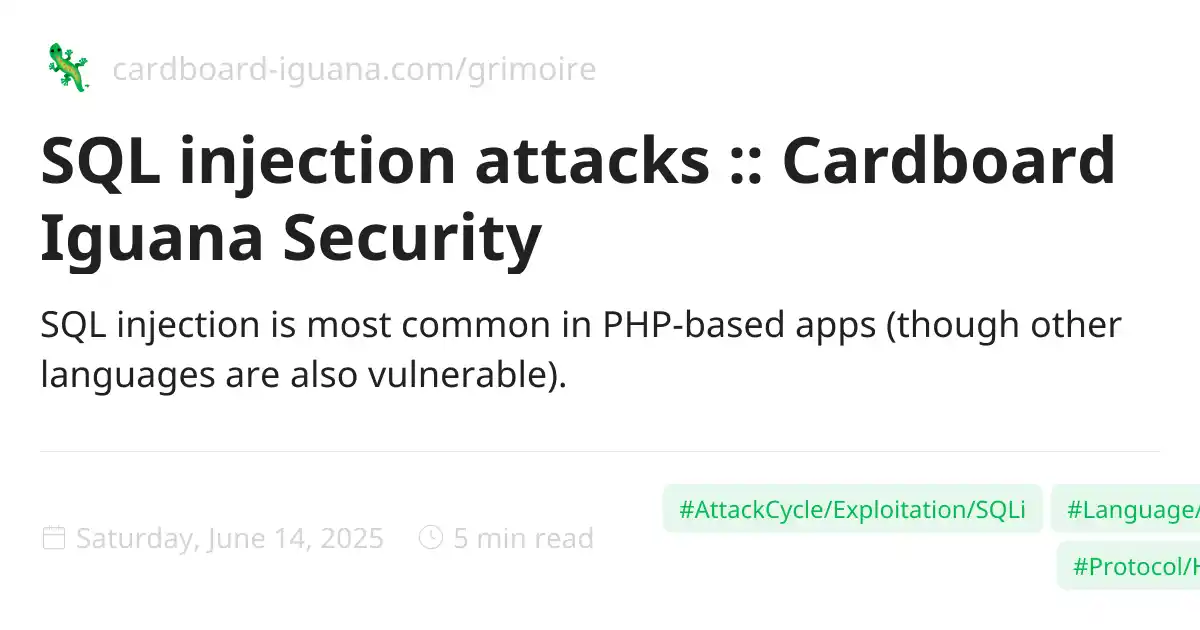 cardboard-iguana.com/grimoire
SQL injection attacks :: Cardboard
Iguana Security
SQL injection is most common in PHP-based apps (though other
languages are also vulnerable).
#AttackCycle/Exploitation/SQLi #Language/
Saturday, June 14, 2025 5 min read
#Protocol/